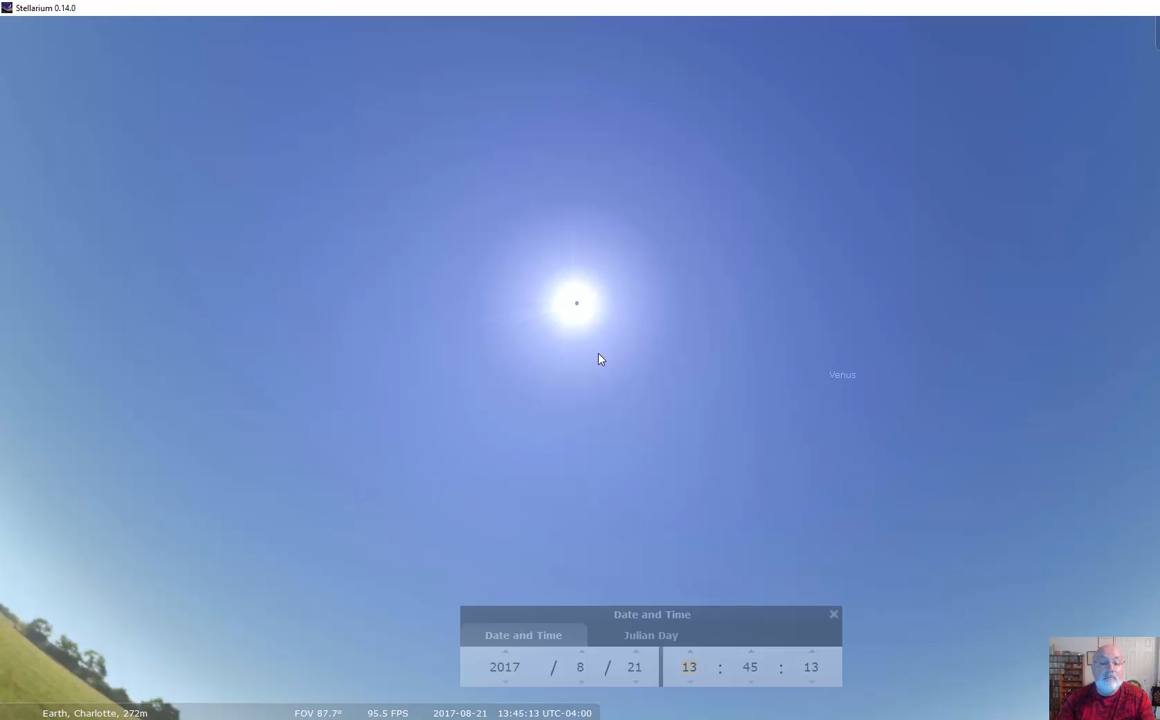 Stellarium 0.14.0
Venus
Date and Time
Date and Time Julian Day
2017 / 8 / 21 13 : 45 : 13
Earth, Charlotte, 272m FOV 87.7° 95.5 FPS 2017-08-21 13:45:13 UTC-04:00